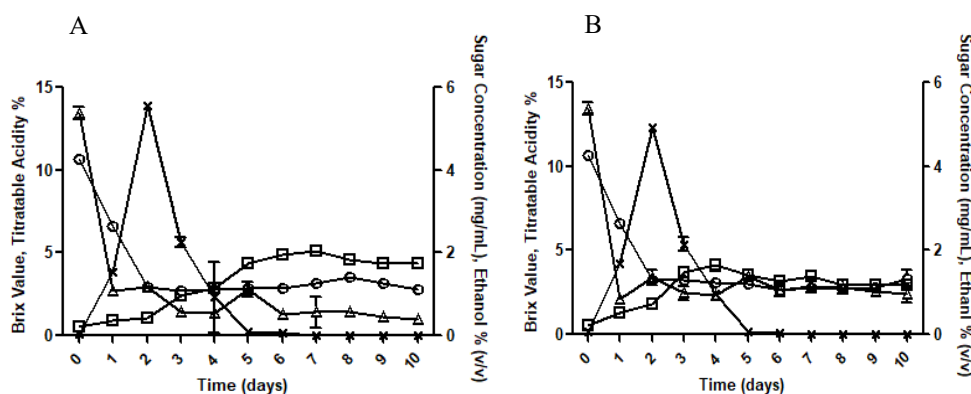 A
Brix Value, Titratable Acidity %
15
10
5
0
6
4
2
0
Sugar Concentration (mg/mL), Ethanol % (v/v)
0 1 2 3 4 5 6 7 8 9 10
Time (days)
B
Brix Value, Titratable Acidity %
15
10
5
0
6
4
2
0
Sugar Concentration (mg/mL), Ethanl % (v/v)
0 1 2 3 4 5 6 7 8 9 10
Time (days)